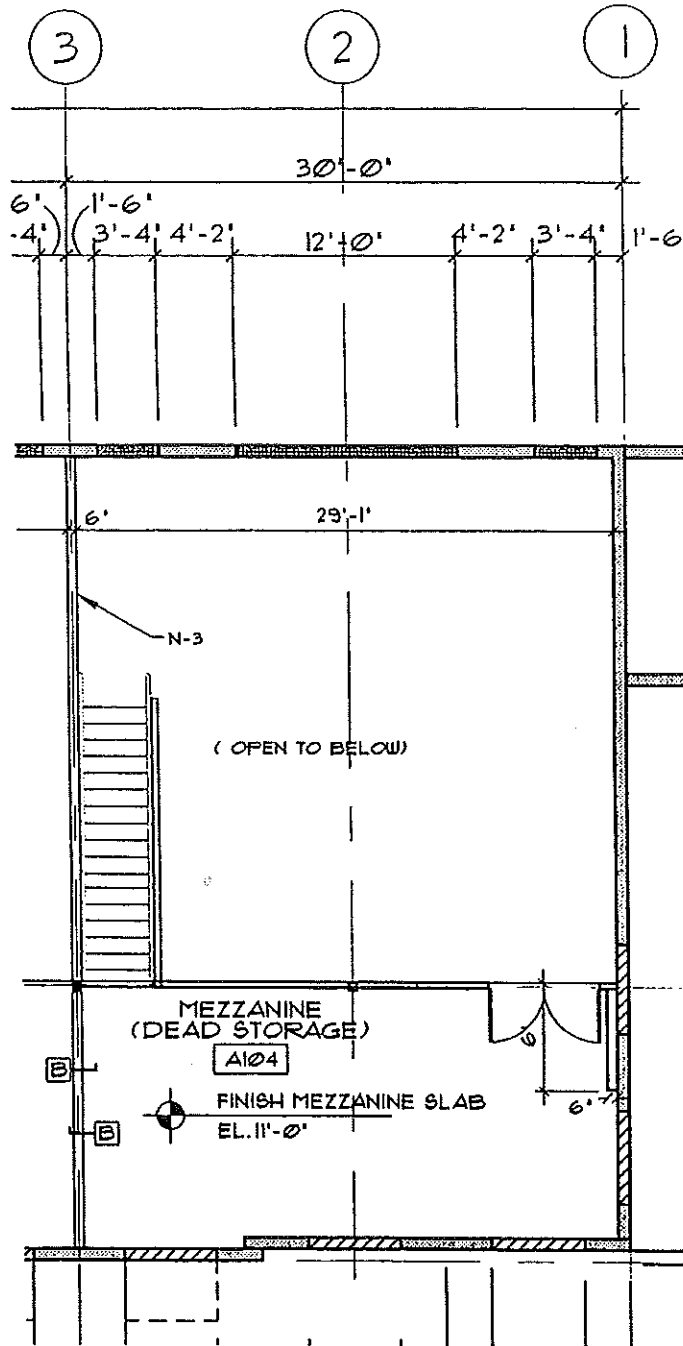 3 2 1
30'-0"
6" 1'-6"
-4" 3'-4" 4'-2" 12'-0" 4'-2" 3'-4" 1'-6
6" 29'-1"
N-3
( OPEN TO BELOW)
MEZZANINE
(DEAD STORAGE)
A104
6'
B
FINISH MEZZANINE SLAB
6"
EL. 11'-0"
B